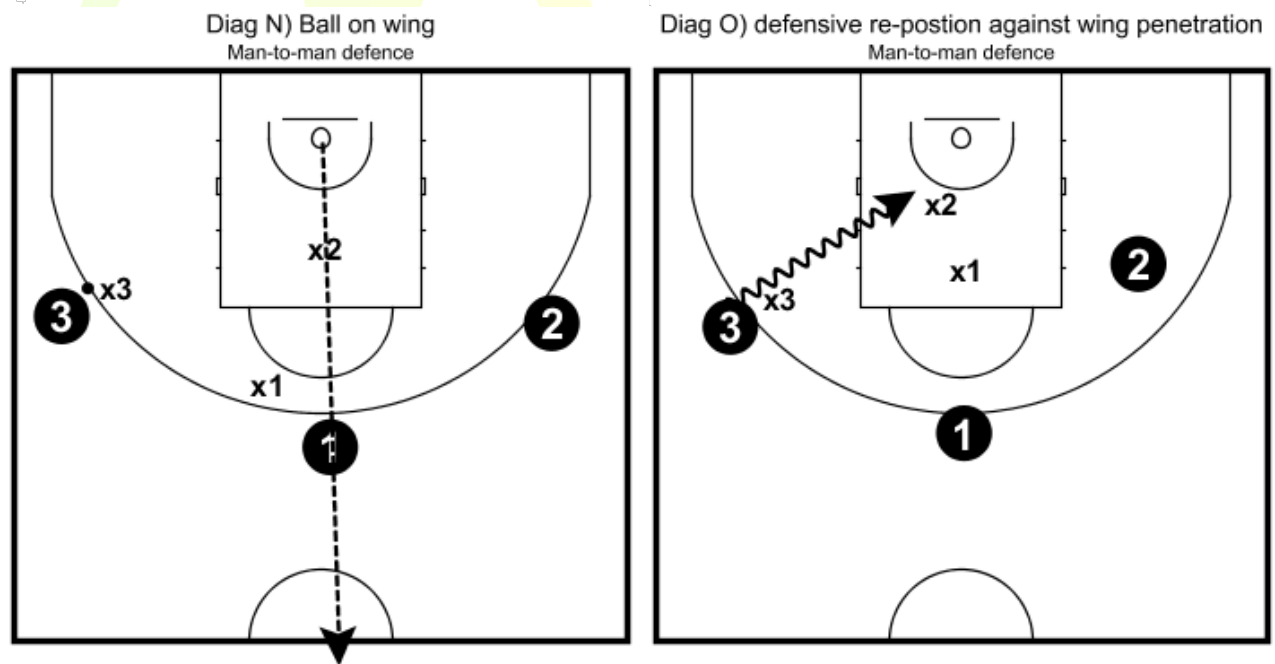 Diag N) Ball on wing
Man-to-man defence
x2
x3
3
2
x1
1
Diag O) defensive re-postion against wing penetration
Man-to-man defence
x2
x1
2
x3
3
1